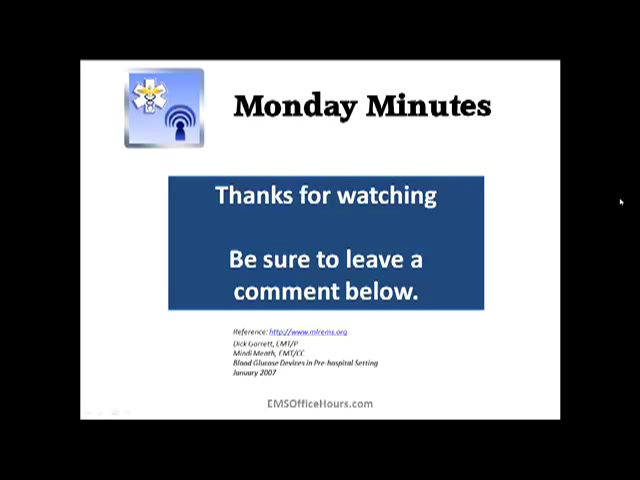 Monday Minutes
Thanks for watching
Be sure to leave a
comment below.
Reference: http://www.mlrems.org
Dick Garrett, EMT/P
Mindi Meath, EMT/CC
Blood Glucose Devices in Pre-hospital Setting
January 2007
EMSOfficeHours.com